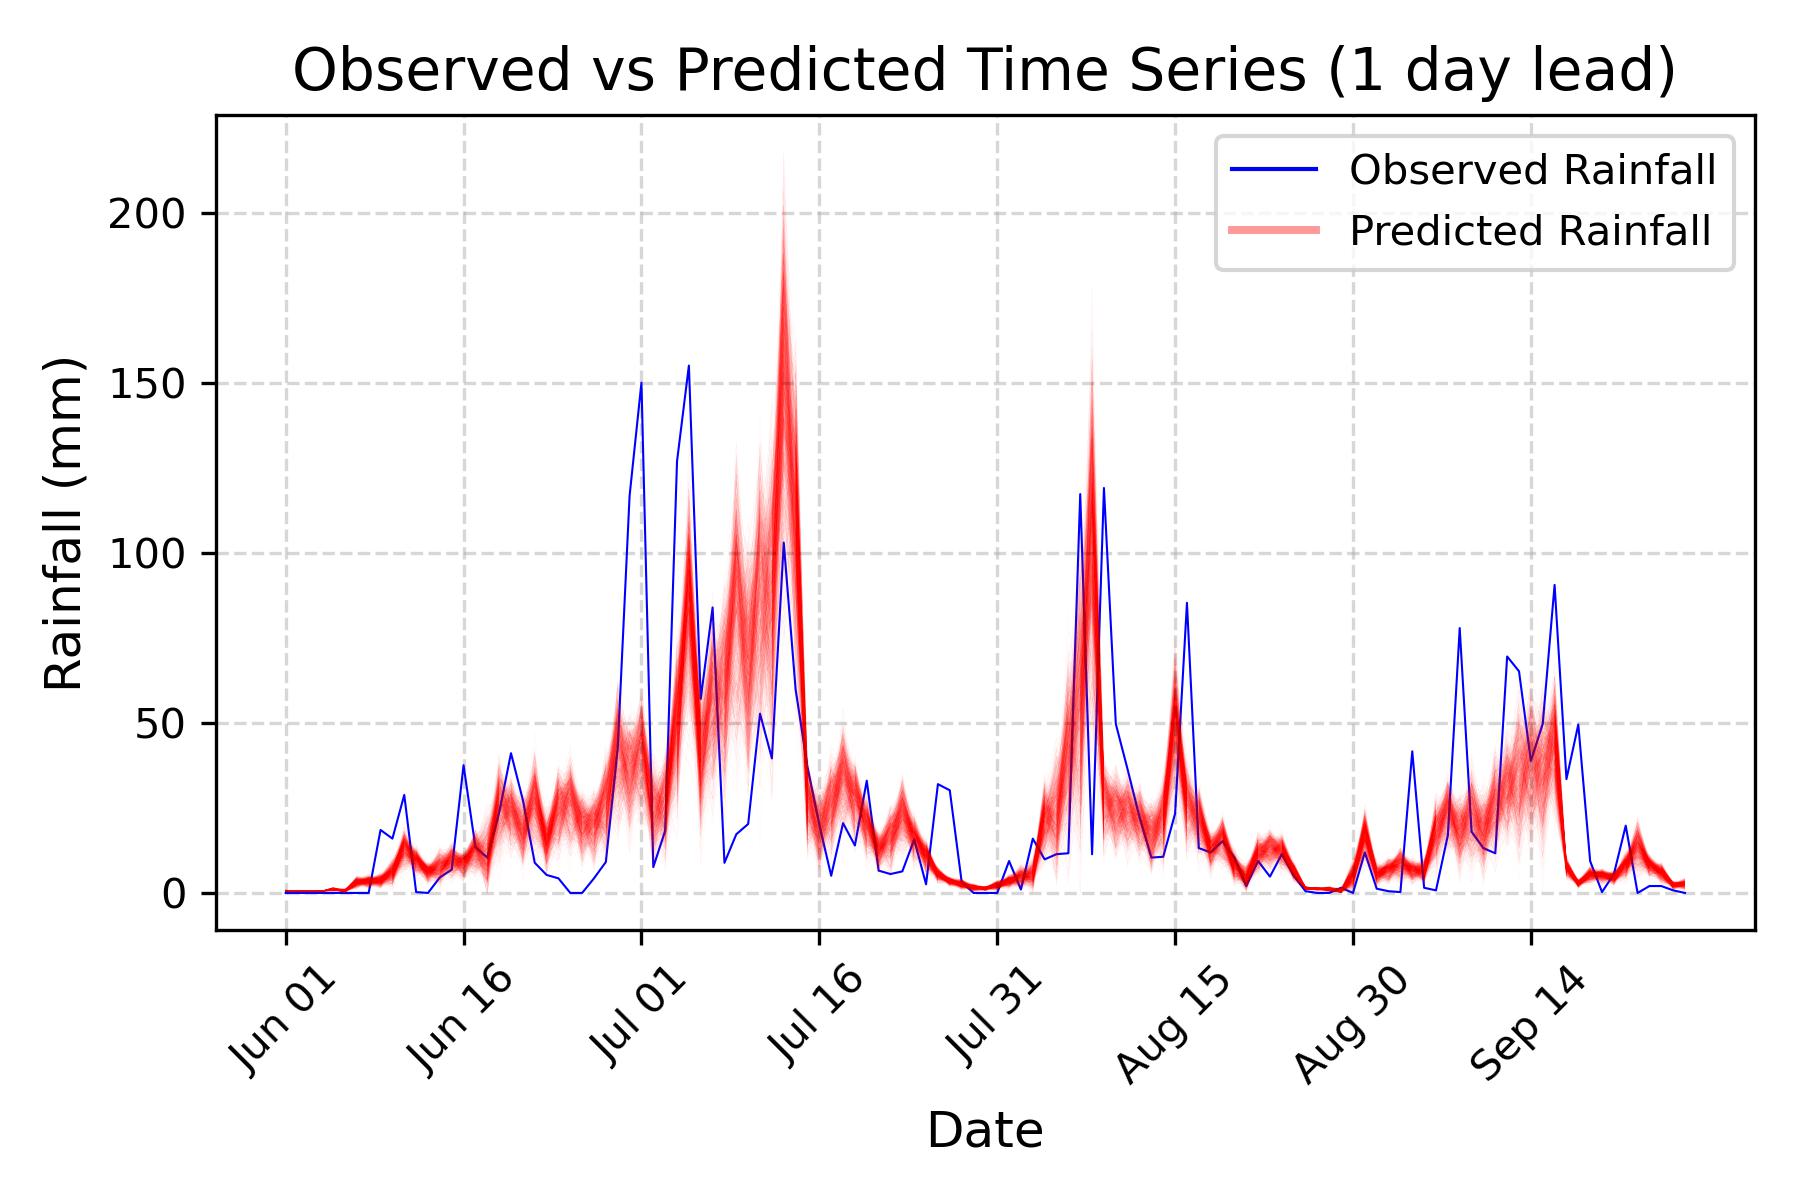 Observed vs Predicted Time Series (1 day lead)
Observed Rainfall
Predicted Rainfall
Rainfall (mm)
200
150
100
50
0
Jun 01
Jun 16
Jul 01
Jul 16
Jul 31
Aug 15
Aug 30
Sep 14
Date